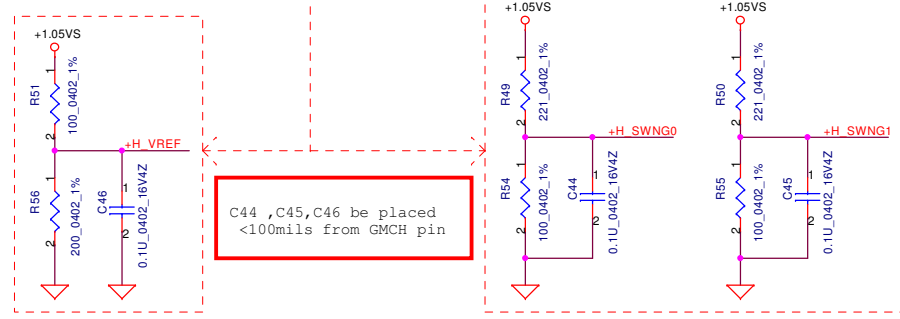 +1.05VS
1
R51
100_0402_1%
2
+H_VREF
1
R56
200_0402_1%
2
1
C46
0.1U_0402_16V4Z
2
C44 ,C45,C46 be placed
<100mils from GMCH pin
+1.05VS
1
R49
221_0402_1%
2
+H_SWNG0
1
R54
100_0402_1%
2
1
C44
0.1U_0402_16V4Z
2
+1.05VS
1
R50
221_0402_1%
2
+H_SWNG1
1
R55
100_0402_1%
2
1
C45
0.1U_0402_16V4Z
2